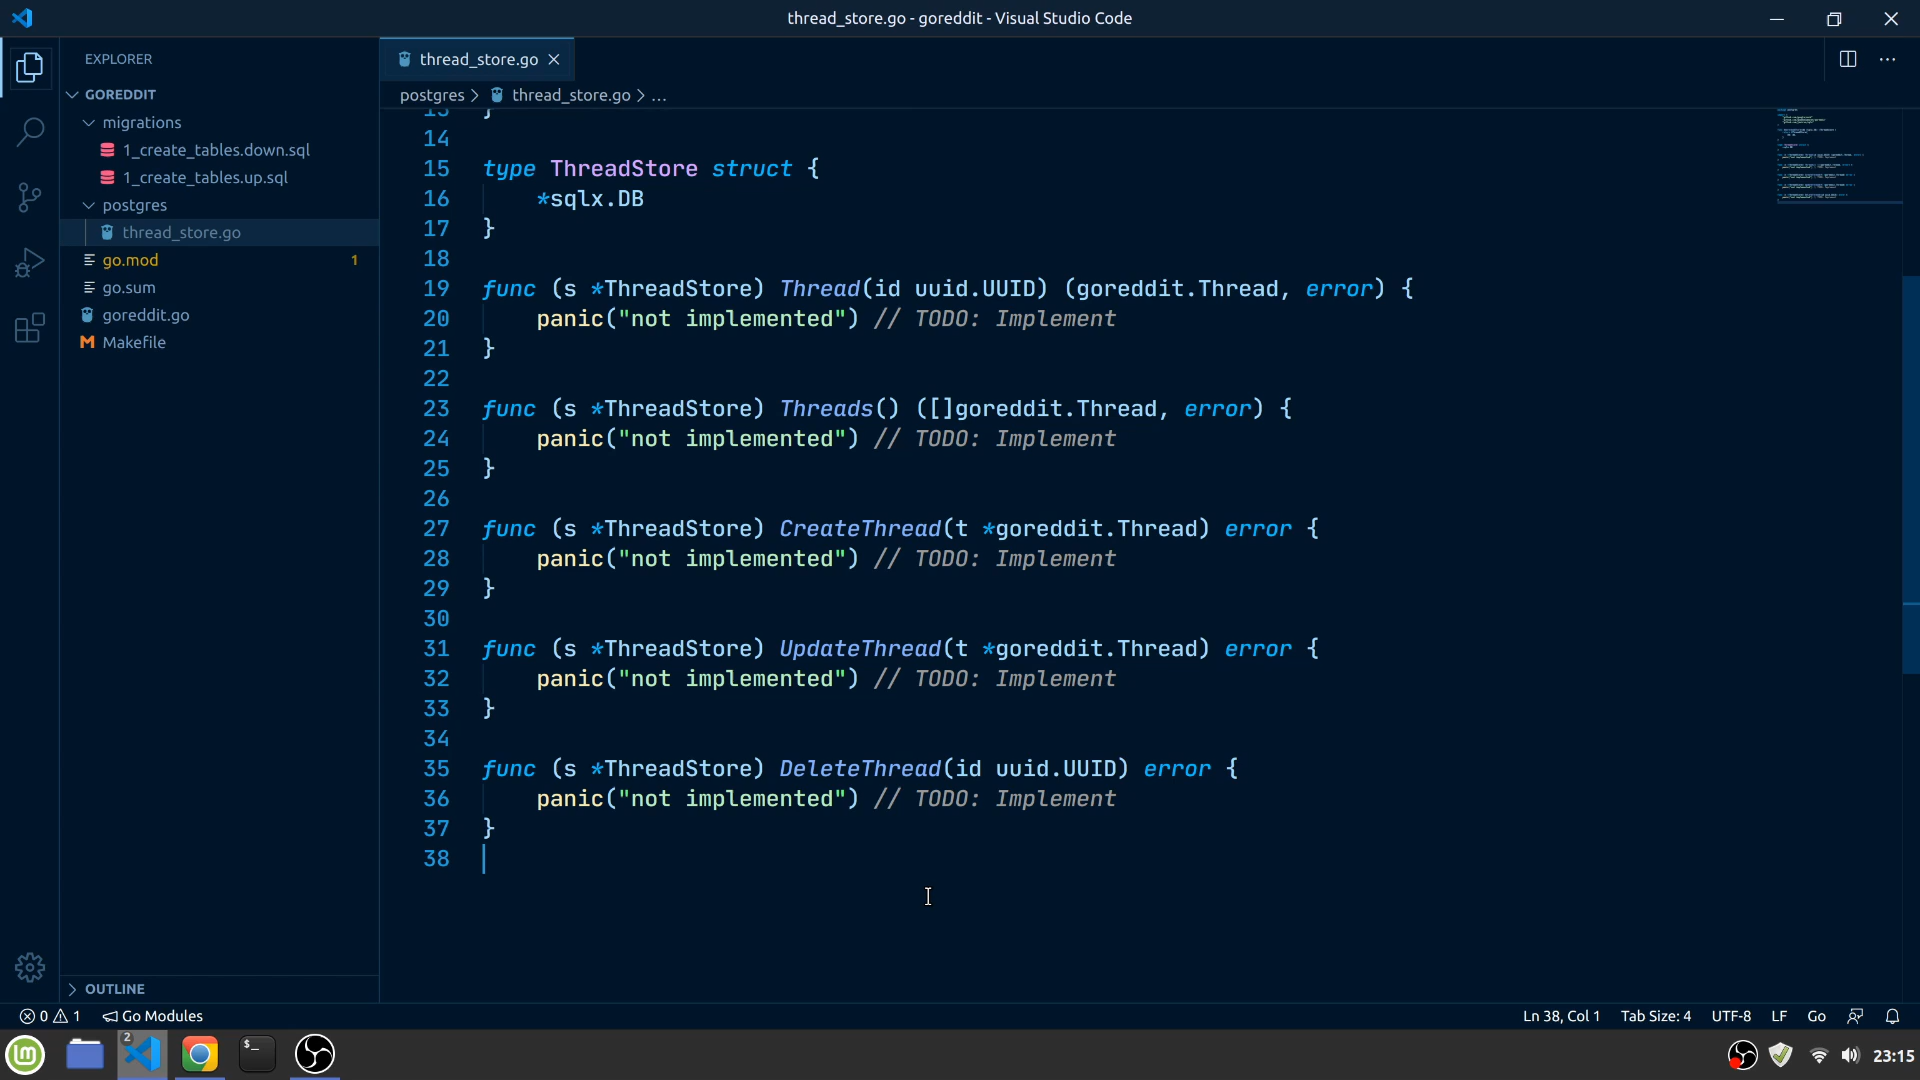 thread_store.go - goreddit - Visual Studio Code
EXPLORER
GOREDDIT
migrations
1_create_tables.down.sql
1_create_tables.up.sql
postgres
thread_store.go
go.mod 1
go.sum
goreddit.go
Makefile
OUTLINE
thread_store.go
postgres > thread_store.go > ...
13 }
14
15 type ThreadStore struct {
16 *sqlx.DB
17 }
18
19 func (s *ThreadStore) Thread(id uuid.UUID) (goreddit.Thread, error) {
20 panic("not implemented") // TODO: Implement
21 }
22
23 func (s *ThreadStore) Threads() ([]goreddit.Thread, error) {
24 panic("not implemented") // TODO: Implement
25 }
26
27 func (s *ThreadStore) CreateThread(t *goreddit.Thread) error {
28 panic("not implemented") // TODO: Implement
29 }
30
31 func (s *ThreadStore) UpdateThread(t *goreddit.Thread) error {
32 panic("not implemented") // TODO: Implement
33 }
34
35 func (s *ThreadStore) DeleteThread(id uuid.UUID) error {
36 panic("not implemented") // TODO: Implement
37 }
38
0 1 Go Modules
Ln 38, Col 1 Tab Size: 4 UTF-8 LF Go
2
$_
23:15